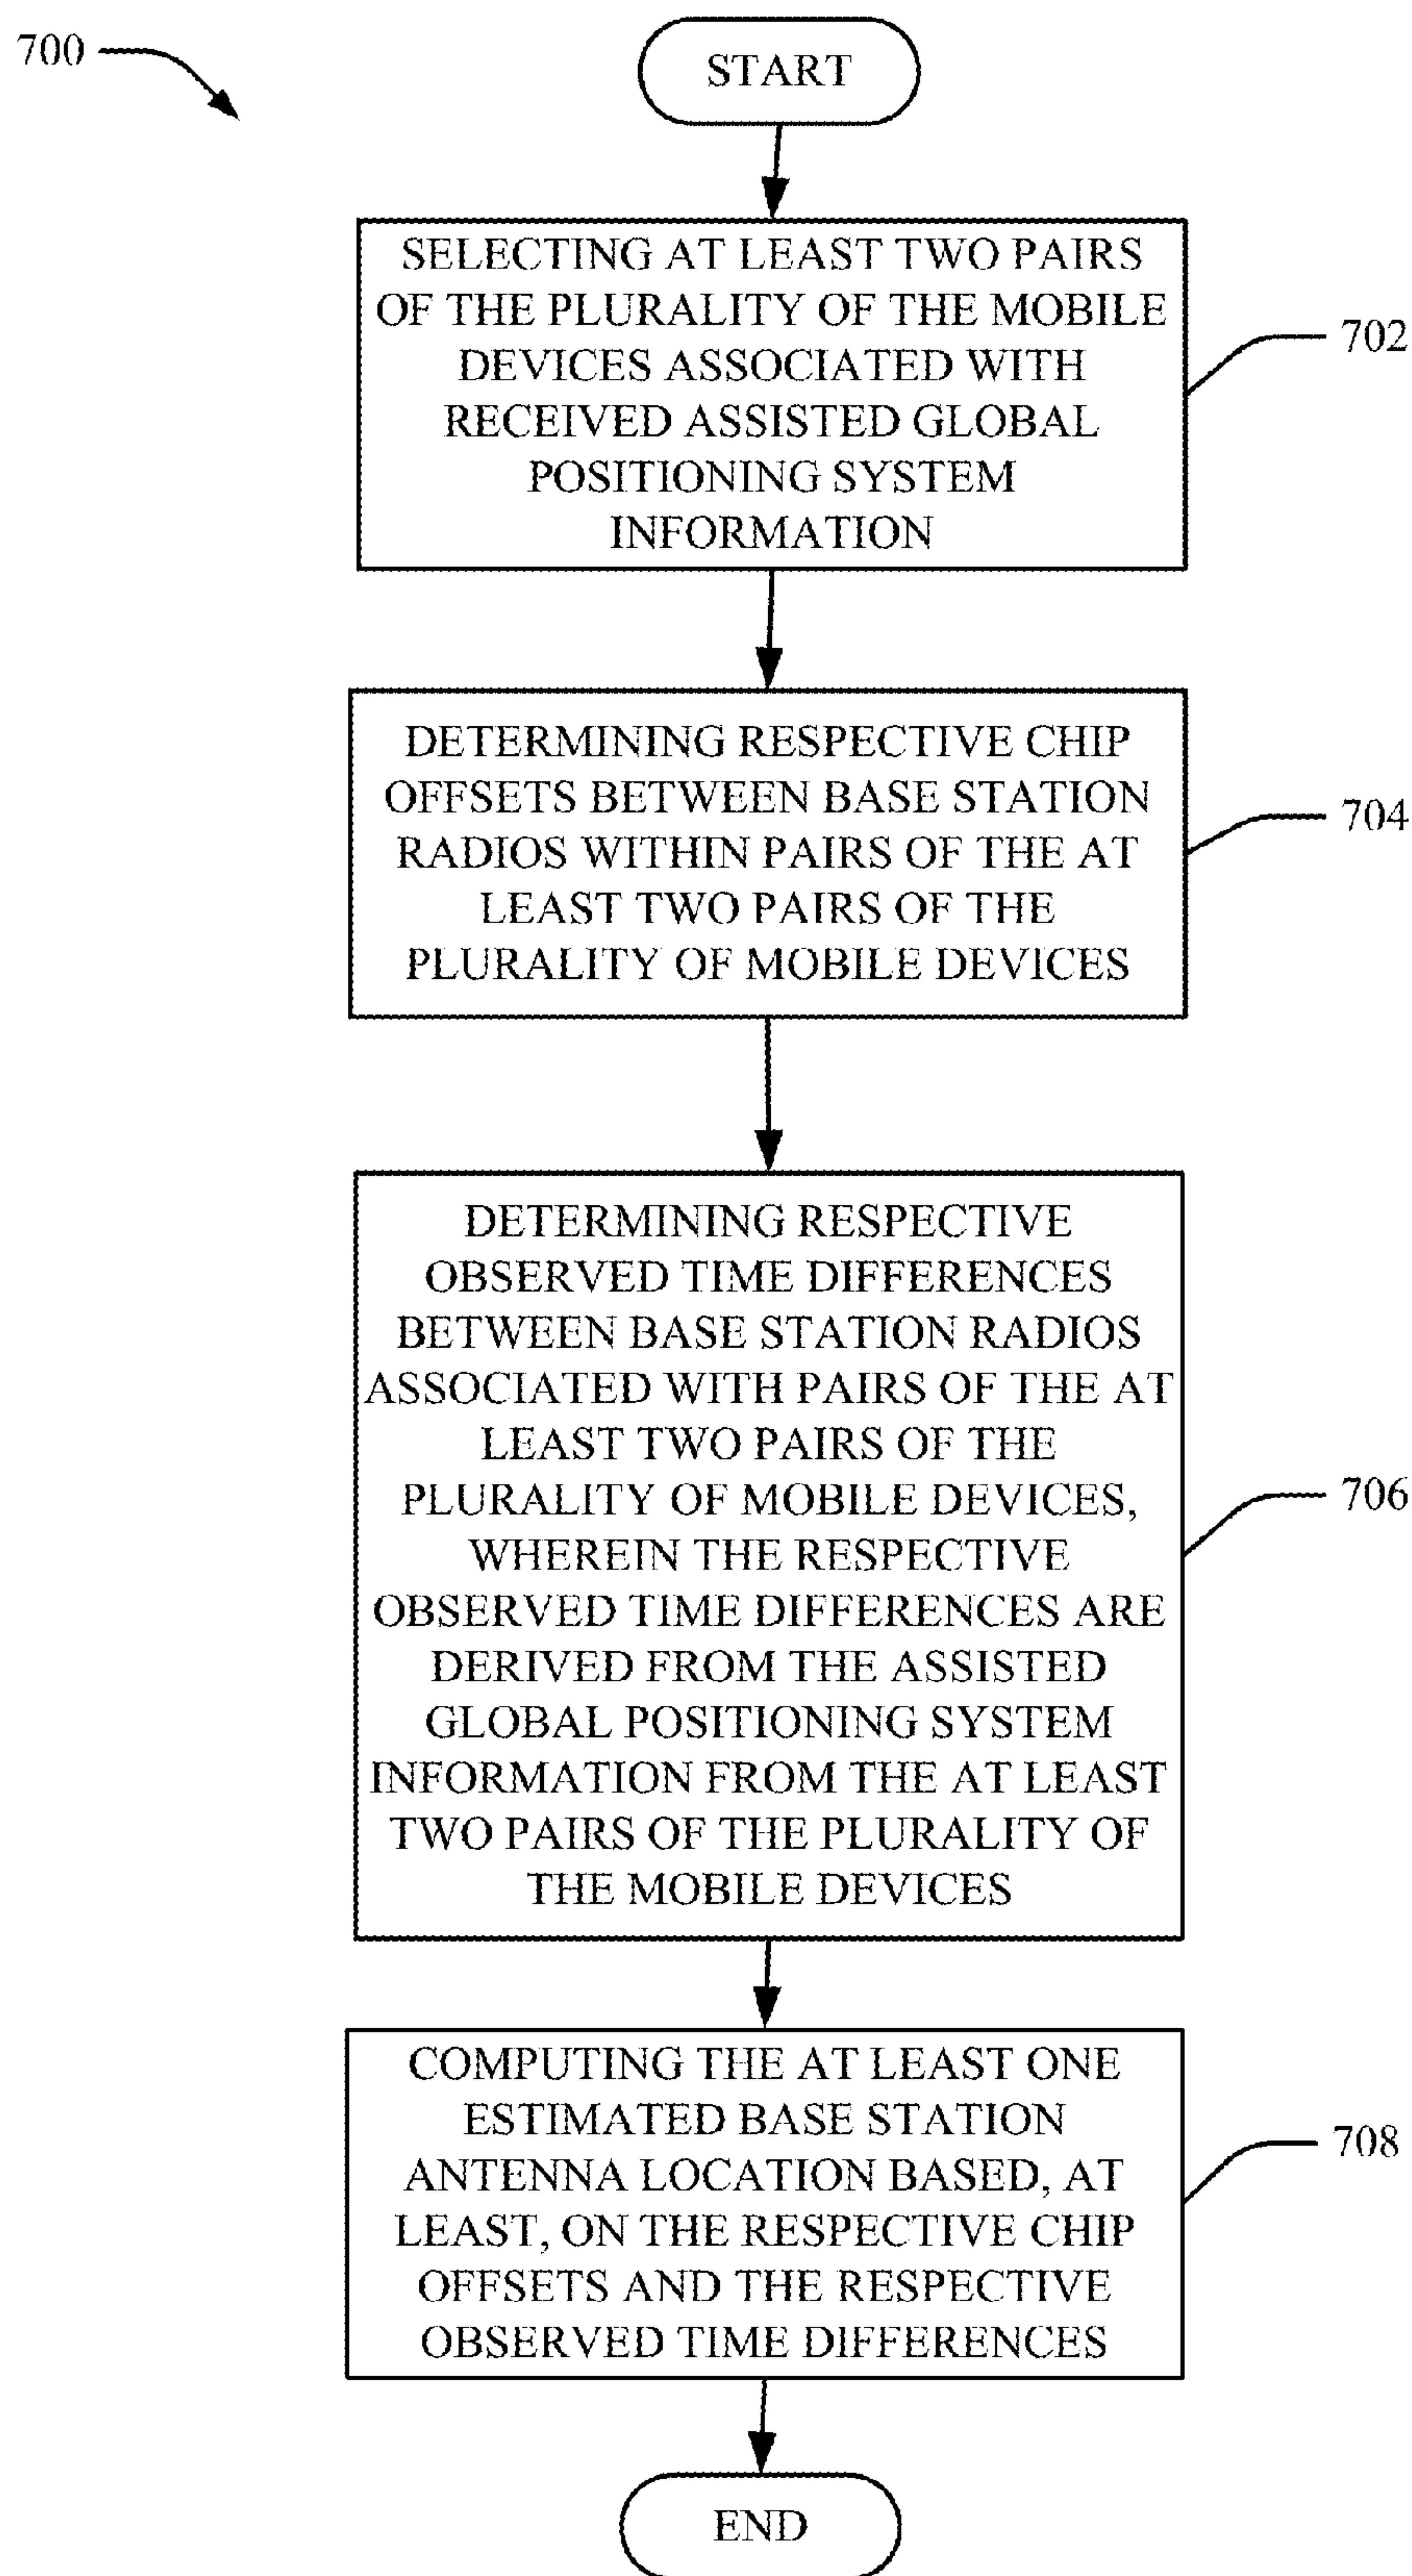 700
START
SELECTING AT LEAST TWO PAIRS
OF THE PLURALITY OF THE MOBILE
DEVICES ASSOCIATED WITH
RECEIVED ASSISTED GLOBAL
POSITIONING SYSTEM
INFORMATION
702
DETERMINING RESPECTIVE CHIP
OFFSETS BETWEEN BASE STATION
RADIOS WITHIN PAIRS OF THE AT
LEAST TWO PAIRS OF THE
PLURALITY OF MOBILE DEVICES
704
DETERMINING RESPECTIVE
OBSERVED TIME DIFFERENCES
BETWEEN BASE STATION RADIOS
ASSOCIATED WITH PAIRS OF THE AT
LEAST TWO PAIRS OF THE
PLURALITY OF MOBILE DEVICES,
WHEREIN THE RESPECTIVE
OBSERVED TIME DIFFERENCES ARE
DERIVED FROM THE ASSISTED
GLOBAL POSITIONING SYSTEM
INFORMATION FROM THE AT LEAST
TWO PAIRS OF THE PLURALITY OF
THE MOBILE DEVICES
706
COMPUTING THE AT LEAST ONE
ESTIMATED BASE STATION
ANTENNA LOCATION BASED, AT
LEAST, ON THE RESPECTIVE CHIP
OFFSETS AND THE RESPECTIVE
OBSERVED TIME DIFFERENCES
708
END